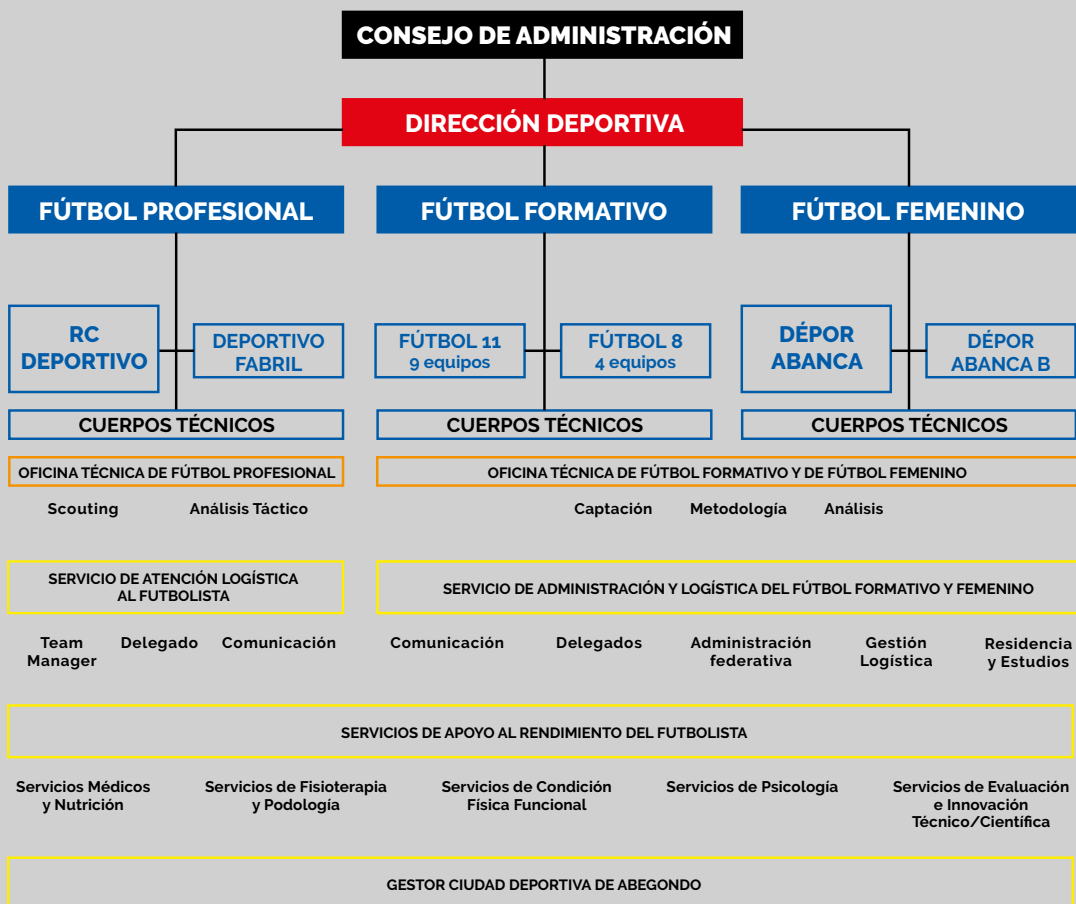 CONSEJO DE ADMINISTRACIÓN
DIRECCIÓN DEPORTIVA
FÚTBOL PROFESIONAL
FÚTBOL FORMATIVO
FÚTBOL FEMENINO
RC
DEPORTIVO
DEPORTIVO
FABRIL
FÚTBOL 11
9 equipos
FÚTBOL 8
4 equipos
DÉPOR
ABANCA
DÉPOR
ABANCA B
CUERPOS TÉCNICOS
CUERPOS TÉCNICOS
CUERPOS TÉCNICOS
OFICINA TÉCNICA DE FÚTBOL PROFESIONAL
OFICINA TÉCNICA DE FÚTBOL FORMATIVO Y DE FÚTBOL FEMENINO
Scouting
Análisis Táctico
Captación
Metodología
Análisis
SERVICIO DE ATENCIÓN LOGÍSTICA
AL FUTBOLISTA
SERVICIO DE ADMINISTRACIÓN Y LOGÍSTICA DEL FÚTBOL FORMATIVO Y FEMENINO
Team
Manager
Delegado
Comunicación
Comunicación
Delegados
Administración
federativa
Gestión
Logística
Residencia
y Estudios
SERVICIOS DE APOYO AL RENDIMIENTO DEL FUTBOLISTA
Servicios Médicos
y Nutrición
Servicios de Fisioterapia
y Podología
Servicios de Condición
Física Funcional
Servicios de Psicología
Servicios de Evaluación
e Innovación
Técnico/Científica
GESTOR CIUDAD DEPORTIVA DE ABEGONDO